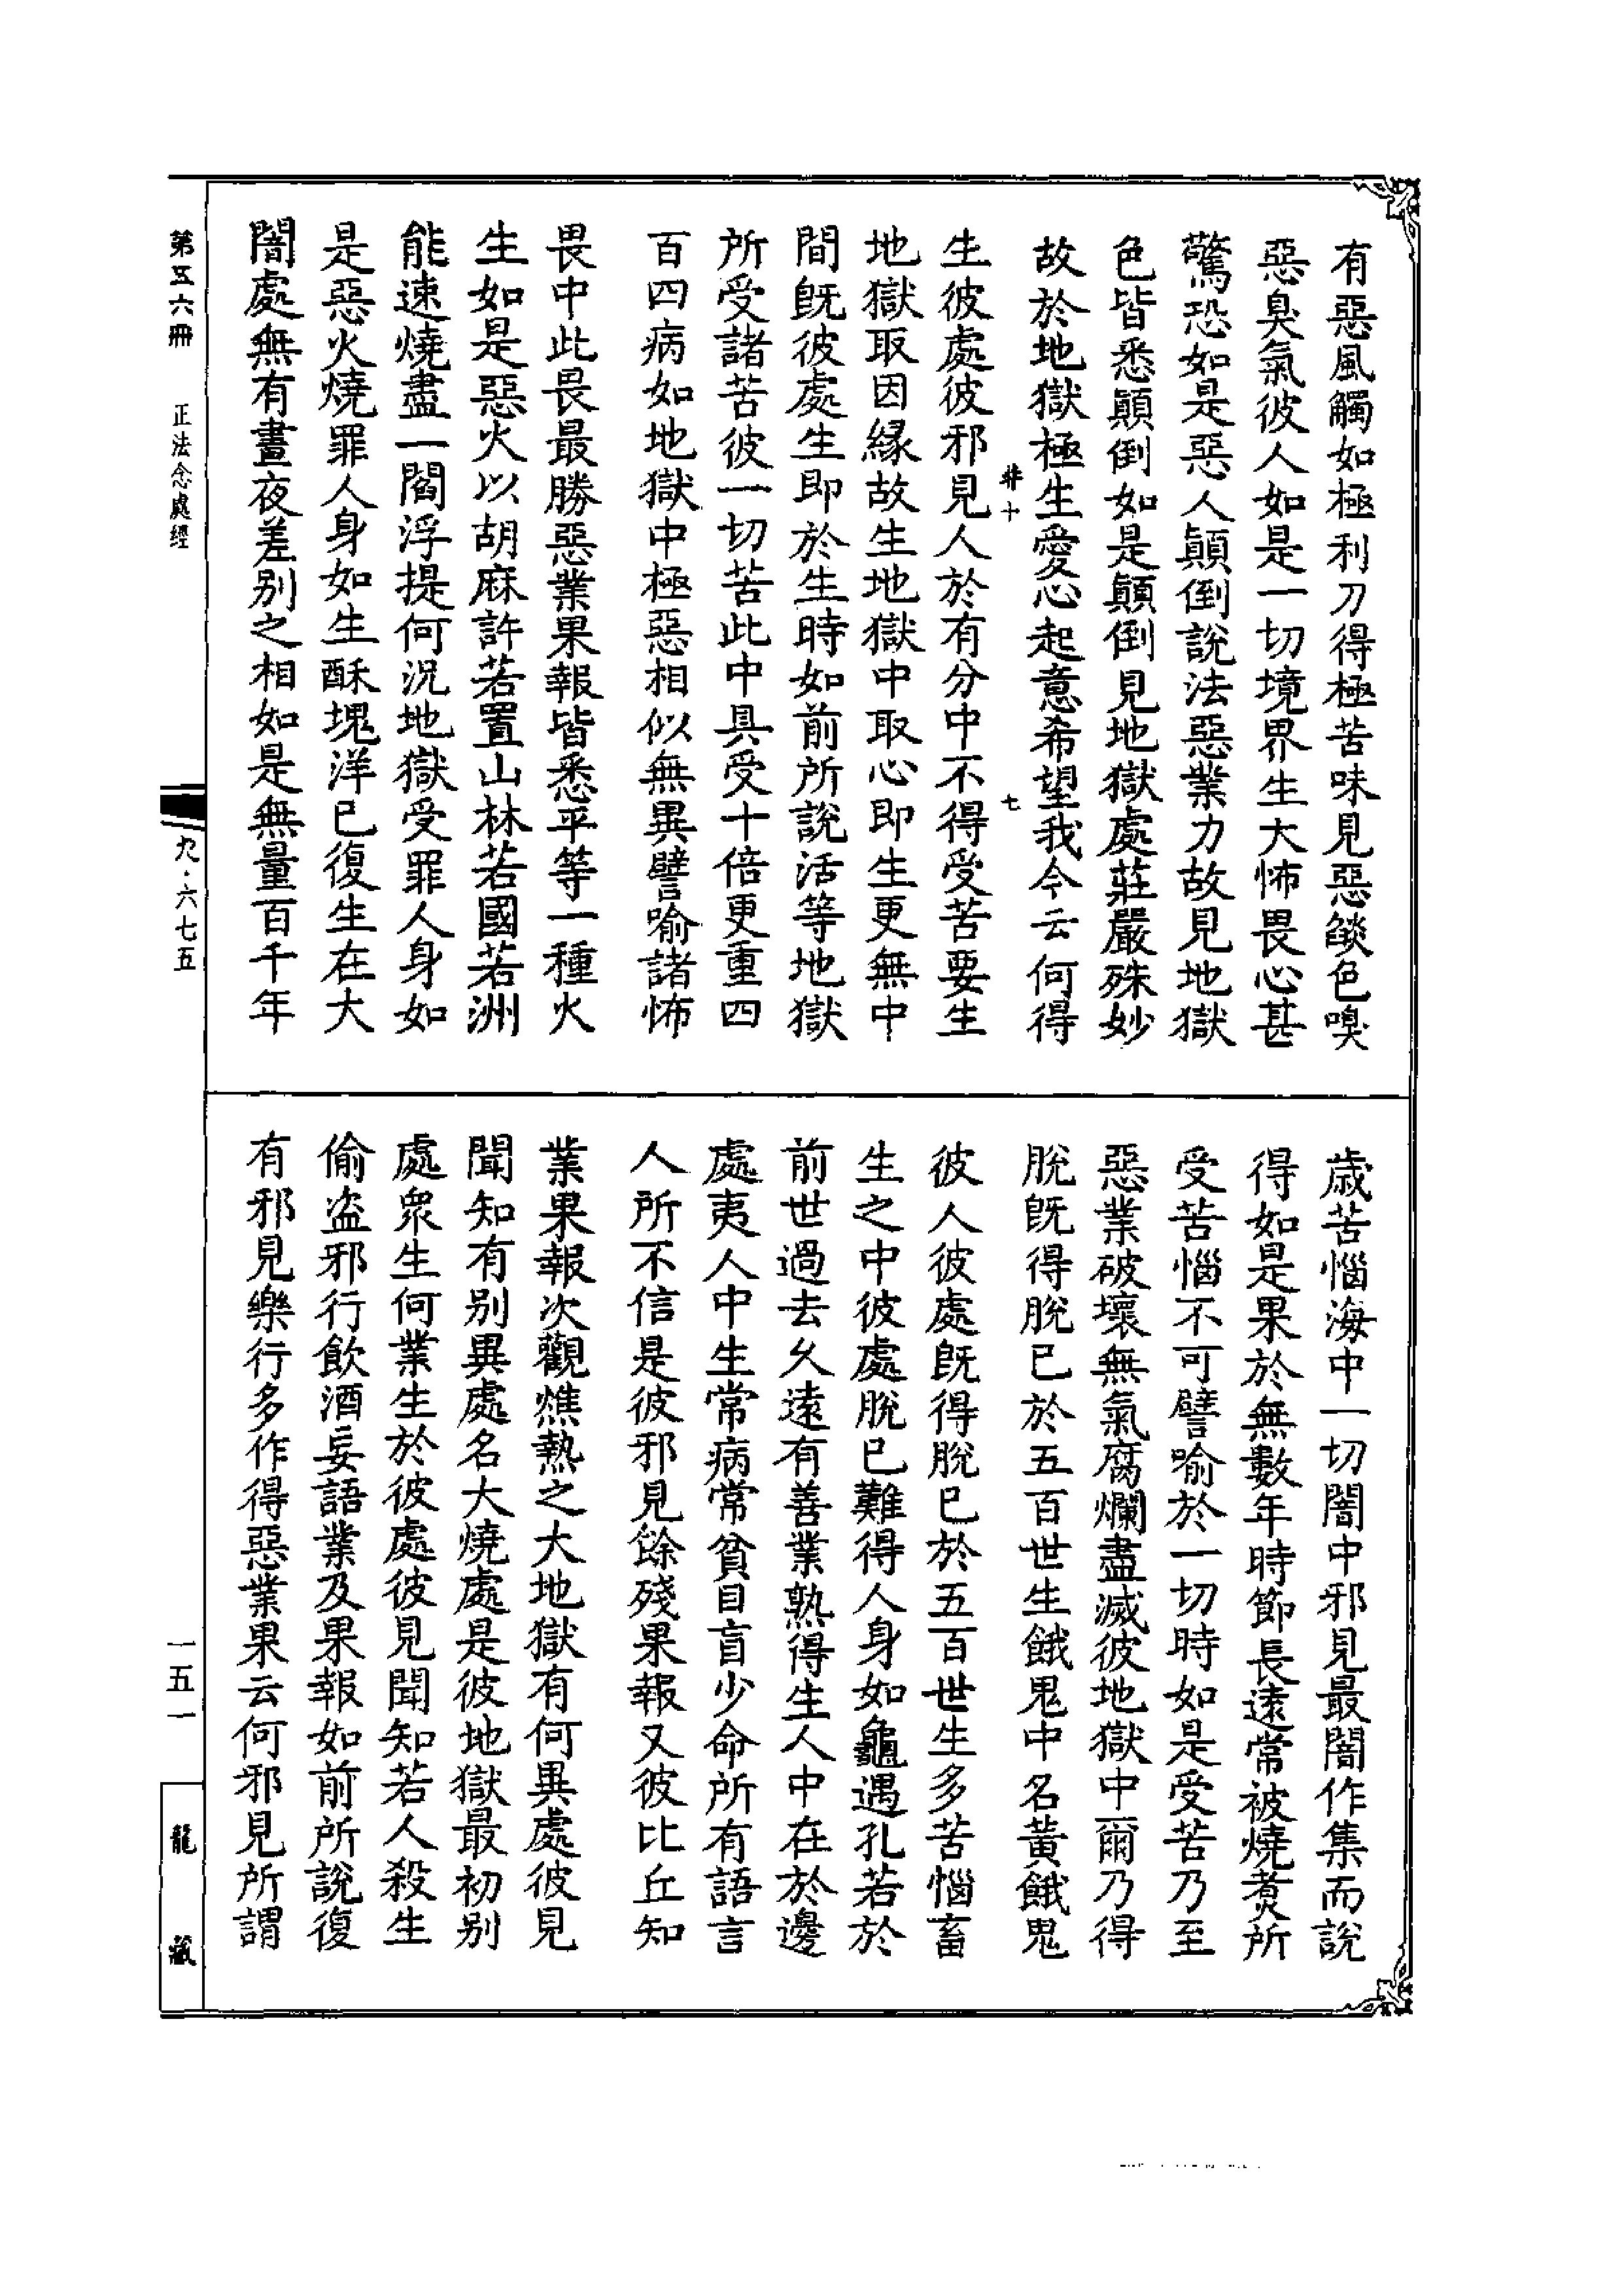 有惡風觸如極利刀得極苦味見惡燄色嗅
惡臭氣彼人如是一切境界生大怖畏心甚
驚恐如是惡人顛倒說法惡業力故見地獄
色皆悉顛倒如是顛倒見地獄處莊嚴殊妙
故於地獄極生愛心起意希望我今云何得
十 七
生彼處彼邪見人於有分中不得受苦要生
地獄取因緣故生地獄中取心即生更無中
間旣彼處生即於生時如前所說活等地獄
所受諸苦彼一切苦此中具受十倍更重四
百四病如地獄中極惡相似無異譬喻諸怖
畏中此畏最勝惡業果報皆悉平等一種火
生如是惡火以胡麻許若置山林若國若洲
能速燒盡一閻浮提何況地獄受罪人身如
是惡火燒罪人身如生酥塊洋已復生在大
闇處無有晝夜差别之相如是無量百千年
歲苦惱海中一切闇中邪見最闇作集而說
得如是果於無數年時節長遠常被燒煮所
受苦惱不可譬喻於一切時如是受苦乃至
惡業破壞無氣腐爛盡滅彼地獄中爾乃得
脫旣得脫已於五百世生餓鬼中名黃餓鬼
彼人彼處旣得脫已於五百世生多苦惱畜
生之中彼處脫已難得人身如龜遇孔若於
前世過去久遠有善業熟得生人中在於邊
處夷人中生常病常貧目盲少命所有語言
人所不信是彼邪見餘殘果報又彼比丘知
業果報次觀燋熱之大地獄有何異處彼見
聞知有别異處名大燒處是彼地獄最初别
處眾生何業生於彼處彼見聞知若人殺生
偷盜邪行飲酒妄語業及果報如前所說復
有邪見樂行多作得惡業果云何邪見所謂
第五六冊 正法念處經
九·六七五
一五一
龍藏